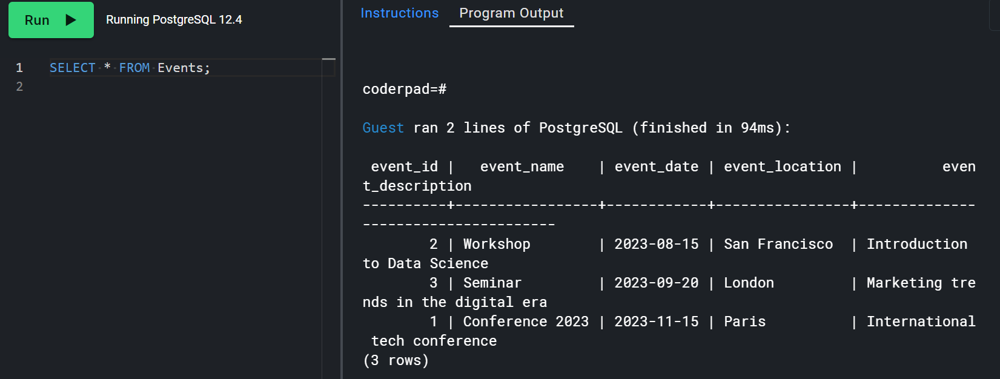 Run ▶ Running PostgreSQL 12.4
1 SELECT * FROM Events;
2
Instructions Program Output
coderpad=#
Guest ran 2 lines of PostgreSQL (finished in 94ms):
 event_id |   event_name    | event_date | event_location |          even
t_description
----------+-----------------+------------+----------------+--------------
-----------------------
        2 | Workshop        | 2023-08-15 | San Francisco  | Introduction
to Data Science
        3 | Seminar         | 2023-09-20 | London         | Marketing tre
nds in the digital era
        1 | Conference 2023 | 2023-11-15 | Paris          | International
 tech conference
(3 rows)